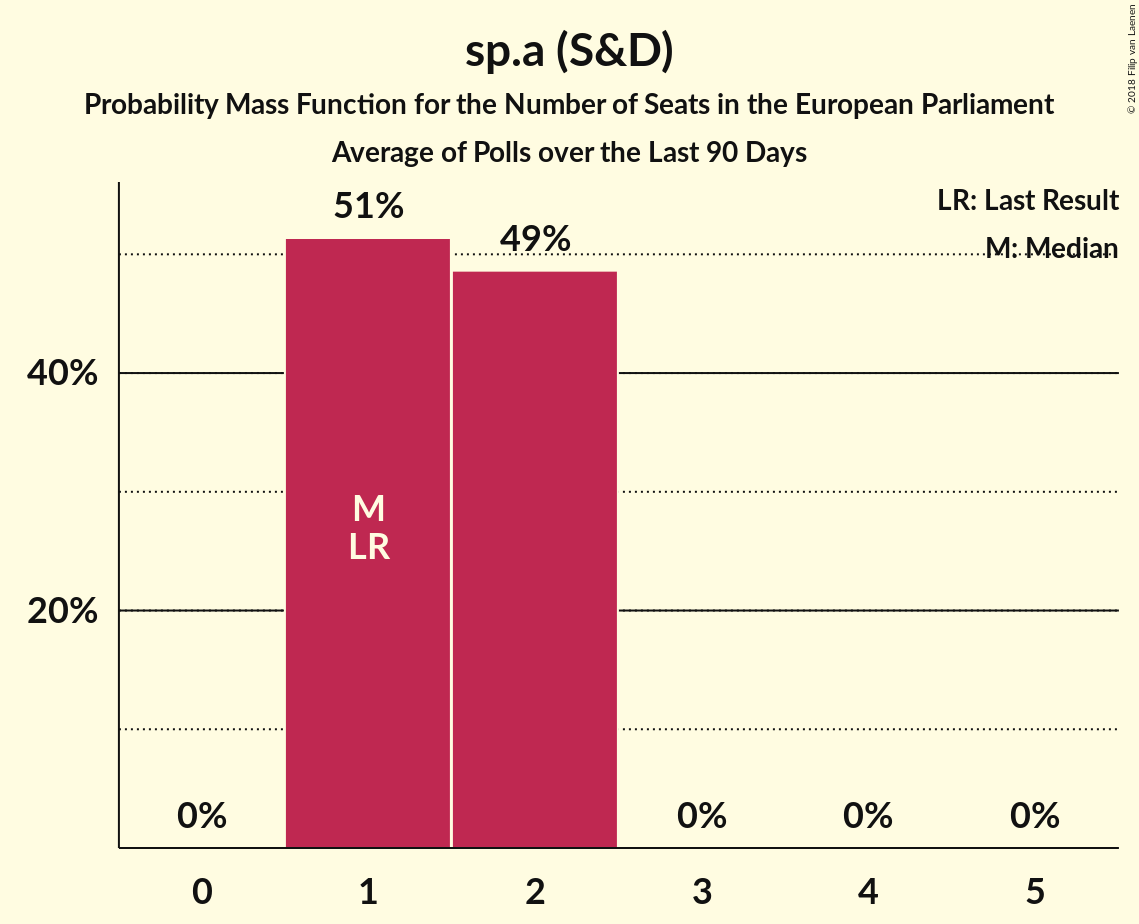 sp.a (S&D)
Probability Mass Function for the Number of Seats in the European Parliament
Average of Polls over the Last 90 Days
© 2018 Filip van Laenen
LR: Last Result
M: Median
51%
49%
40%
20%
M
LR
0%
0%
0%
0%
0 1 2 3 4 5